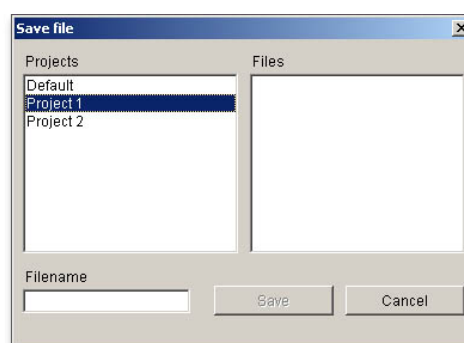 Save file
Projects
Files
Default
Project 1
Project 2
Filename
Save
Cancel